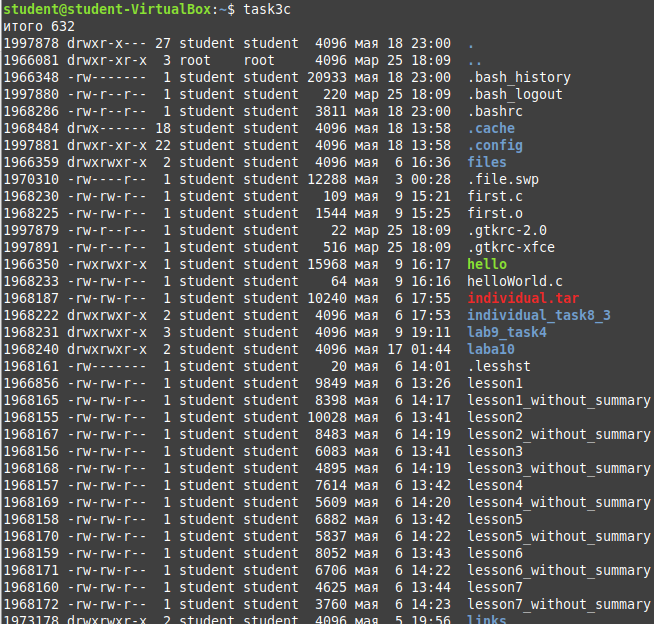 student@student-VirtualBox:~$ task3c
итого 632
1997878 drwxr-x--- 27 student student  4096 мая 18 23:00 .
1966081 drwxr-xr-x  3 root    root     4096 мар 25 18:09 ..
1966348 -rw-------  1 student student 20933 мая 18 23:00 .bash_history
1997880 -rw-r--r--  1 student student   220 мар 25 18:09 .bash_logout
1968286 -rw-r--r--  1 student student  3811 мая 18 23:00 .bashrc
1968484 drwx------ 18 student student  4096 мая 18 13:58 .cache
1997881 drwxr-xr-x 22 student student  4096 мая 18 13:58 .config
1966359 drwxrwxr-x  2 student student  4096 мая  6 16:36 files
1970310 -rw----r--  1 student student 12288 мая  3 00:28 .file.swp
1968230 -rw-rw-r--  1 student student   109 мая  9 15:21 first.c
1968225 -rw-rw-r--  1 student student  1544 мая  9 15:25 first.o
1997879 -rw-r--r--  1 student student    22 мар 25 18:09 .gtkrc-2.0
1997891 -rw-r--r--  1 student student   516 мар 25 18:09 .gtkrc-xfce
1966350 -rwxrwxr-x  1 student student 15968 мая  9 16:17 hello
1968233 -rw-rw-r--  1 student student    64 мая  9 16:16 helloWorld.c
1968187 -rw-rw-r--  1 student student 10240 мая  6 17:55 individual.tar
1968222 drwxrwxr-x  2 student student  4096 мая  6 17:53 individual_task8_3
1968231 drwxrwxr-x  3 student student  4096 мая  9 19:11 lab9_task4
1968240 drwxrwxr-x  2 student student  4096 мая 17 01:44 laba10
1968161 -rw-------  1 student student    20 мая  6 14:01 .lesshst
1966856 -rw-rw-r--  1 student student  9849 мая  6 13:26 lesson1
1968165 -rw-rw-r--  1 student student  8398 мая  6 14:17 lesson1_without_summary
1968155 -rw-rw-r--  1 student student 10028 мая  6 13:41 lesson2
1968167 -rw-rw-r--  1 student student  8483 мая  6 14:19 lesson2_without_summary
1968156 -rw-rw-r--  1 student student  6083 мая  6 13:41 lesson3
1968168 -rw-rw-r--  1 student student  4895 мая  6 14:19 lesson3_without_summary
1968157 -rw-rw-r--  1 student student  7614 мая  6 13:42 lesson4
1968169 -rw-rw-r--  1 student student  5609 мая  6 14:20 lesson4_without_summary
1968158 -rw-rw-r--  1 student student  6882 мая  6 13:42 lesson5
1968170 -rw-rw-r--  1 student student  5837 мая  6 14:22 lesson5_without_summary
1968159 -rw-rw-r--  1 student student  8052 мая  6 13:43 lesson6
1968171 -rw-rw-r--  1 student student  6706 мая  6 14:22 lesson6_without_summary
1968160 -rw-rw-r--  1 student student  4625 мая  6 13:44 lesson7
1968172 -rw-rw-r--  1 student student  3760 мая  6 14:23 lesson7_without_summary
1973178 drwxrwxr-x  2 student student  4096 мая  5 19:56 links